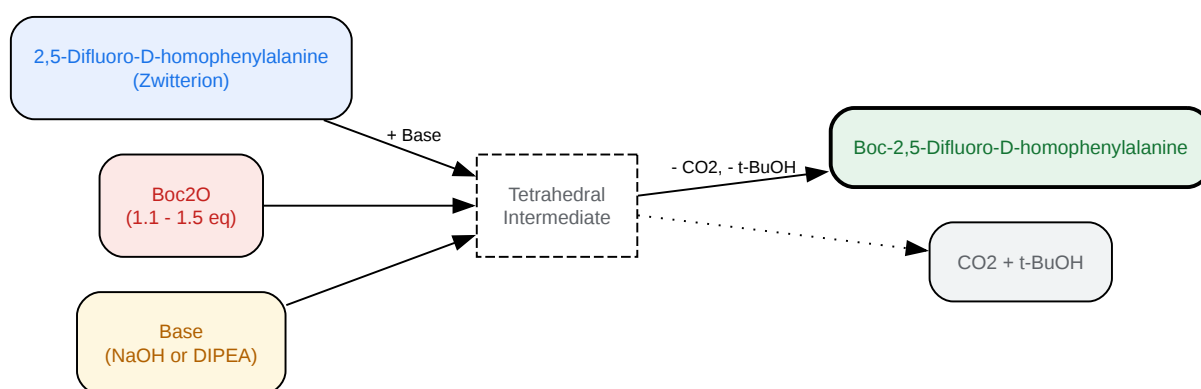 2,5-Difluoro-D-homophenylalanine
(Zwitterion)
+ Base
Boc2O
(1.1 - 1.5 eq)
Base
(NaOH or DIPEA)
Tetrahedral
Intermediate
- CO2, - t-BuOH
Boc-2,5-Difluoro-D-homophenylalanine
CO2 + t-BuOH